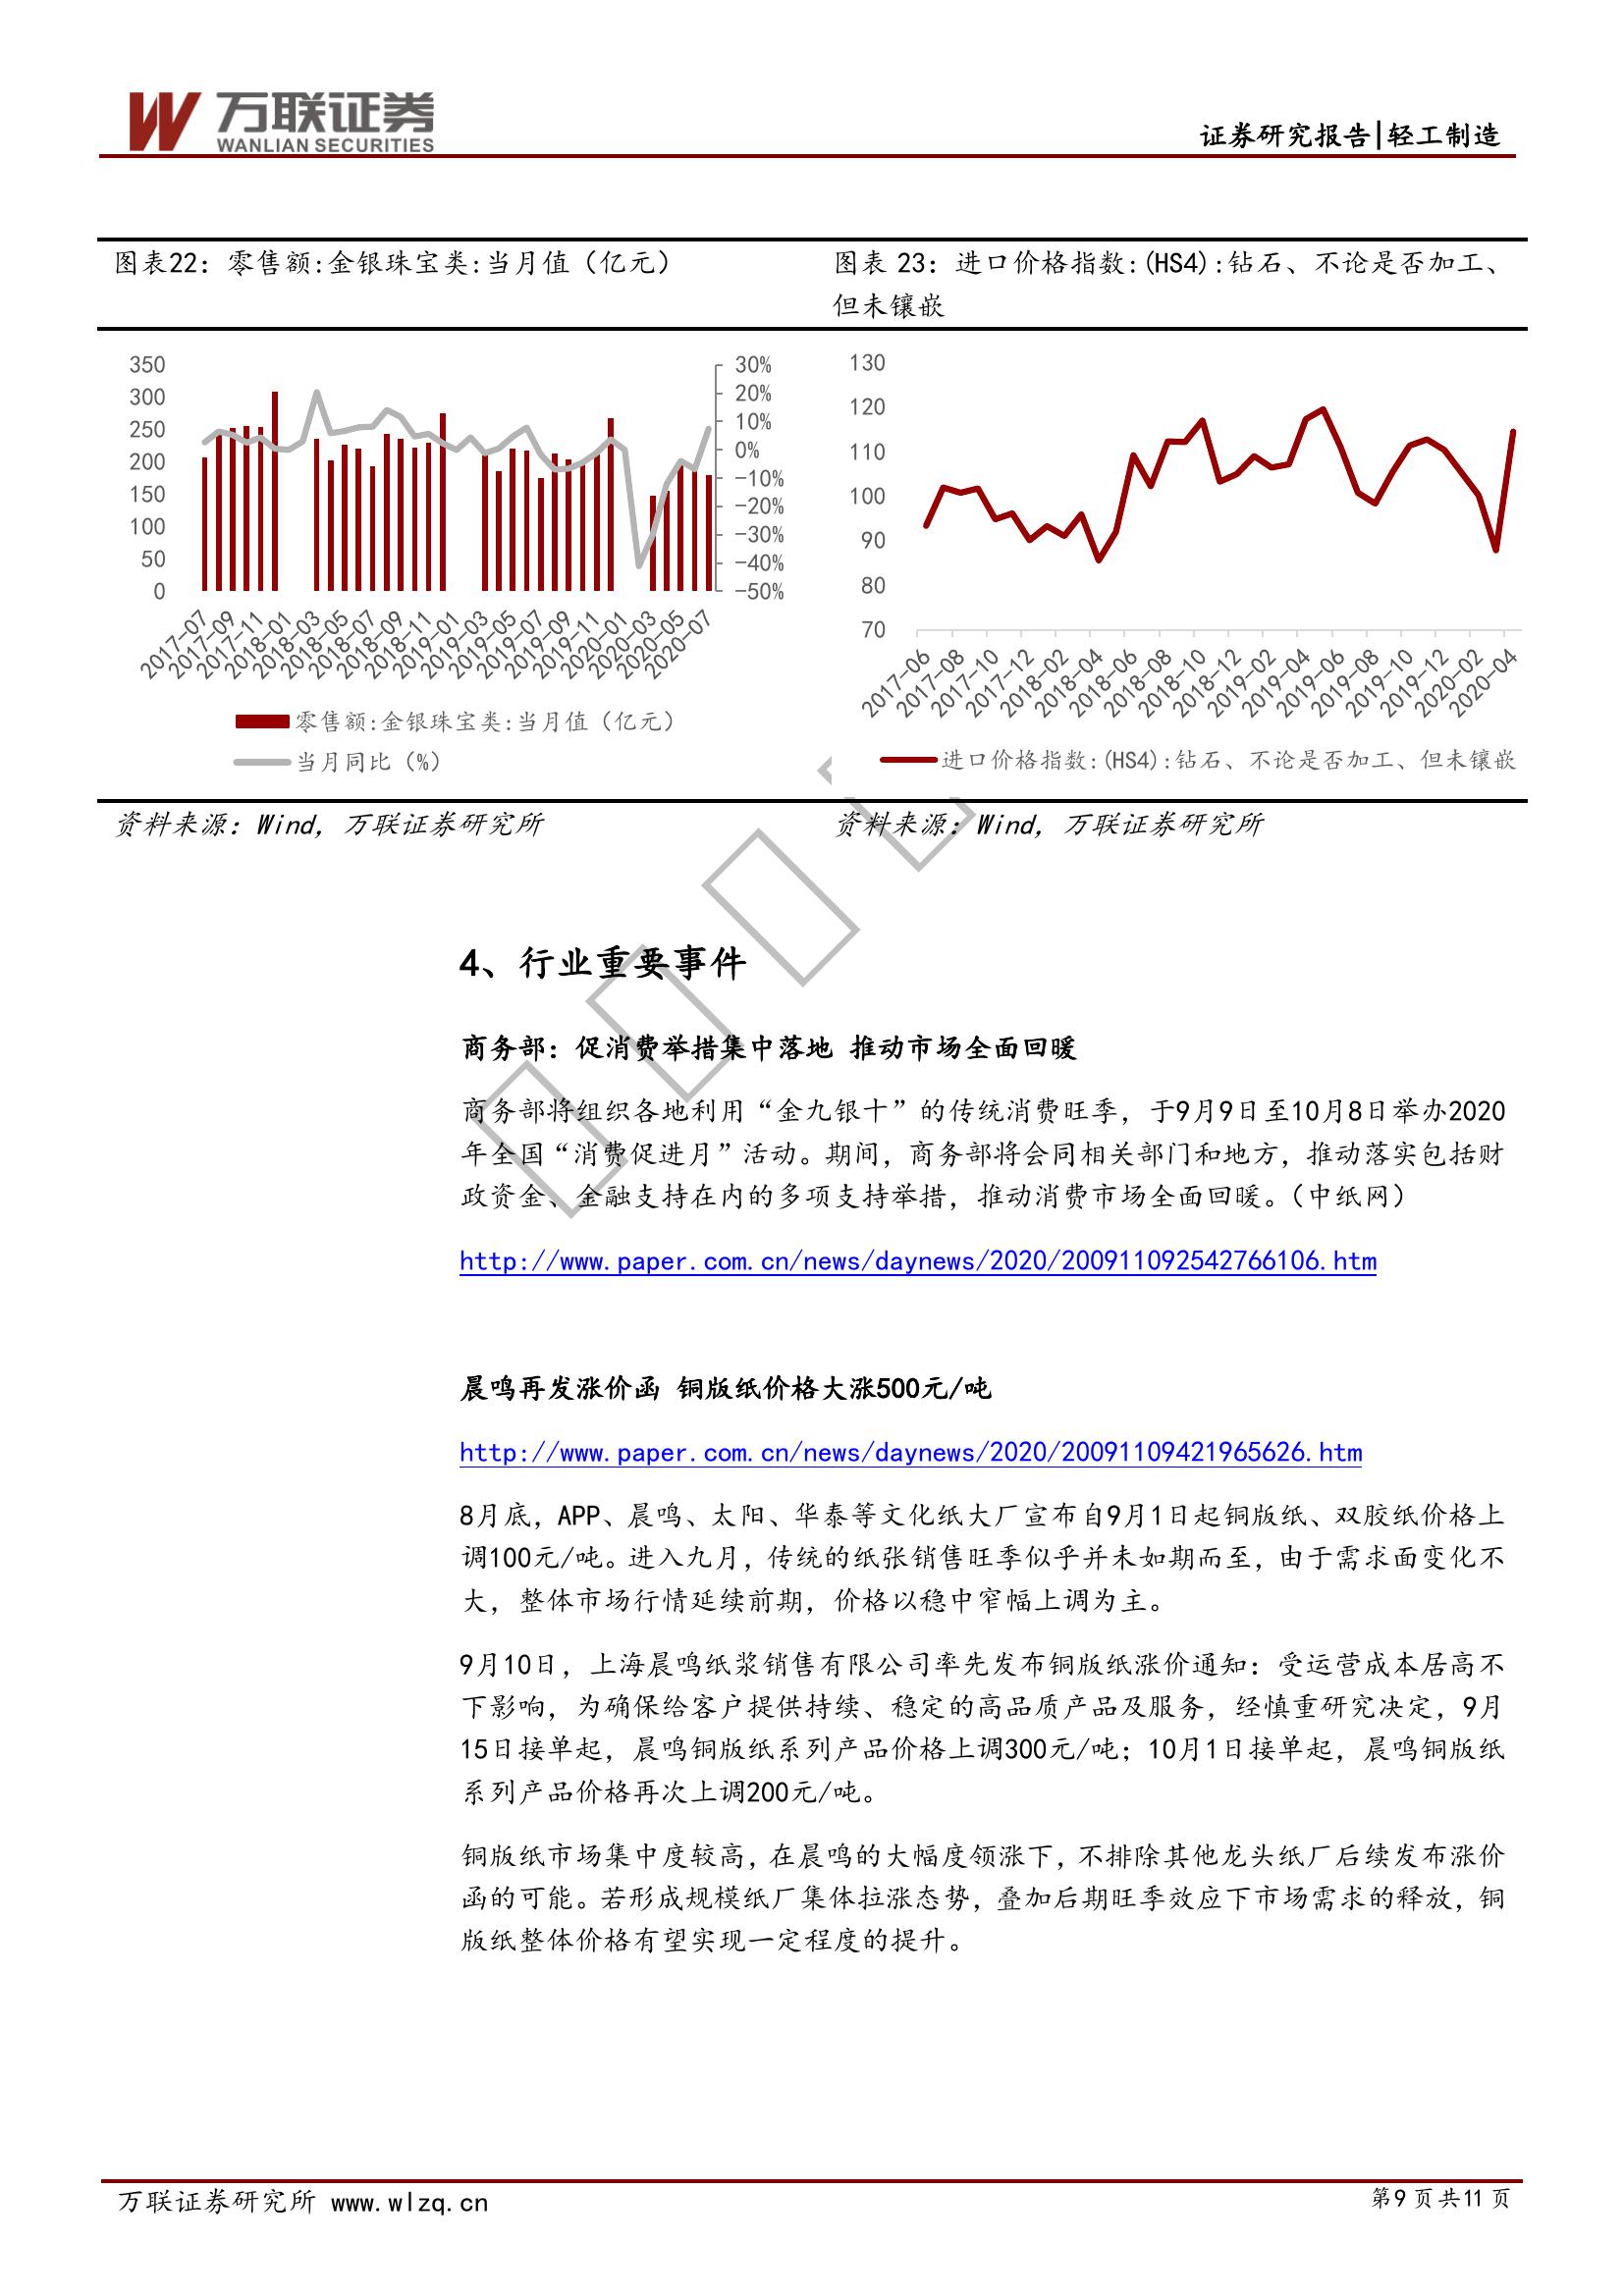 万联证券
WANLIAN SECURITIES
证券研究报告|轻工制造
图表22：零售额:金银珠宝类:当月值（亿元）
图表 23：进口价格指数:(HS4):钻石、不论是否加工、
但未镶嵌
350
300
250
200
150
100
50
0
30%
20%
10%
0%
-10%
-20%
-30%
-40%
-50%
2017-07
2017-09
2017-11
2018-01
2018-03
2018-05
2018-07
2018-09
2018-11
2019-01
2019-03
2019-05
2019-07
2019-09
2019-11
2020-01
2020-03
2020-05
2020-07
零售额:金银珠宝类:当月值（亿元）
当月同比（%）
130
120
110
100
90
80
70
2017-06
2017-08
2017-10
2017-12
2018-02
2018-04
2018-06
2018-08
2018-10
2018-12
2019-02
2019-04
2019-06
2019-08
2019-10
2019-12
2020-02
2020-04
进口价格指数:(HS4):钻石、不论是否加工、但未镶嵌
资料来源：Wind，万联证券研究所
资料来源：Wind，万联证券研究所
4、行业重要事件
商务部：促消费举措集中落地 推动市场全面回暖
商务部将组织各地利用“金九银十”的传统消费旺季，于9月9日至10月8日举办2020
年全国“消费促进月”活动。期间，商务部将会同相关部门和地方，推动落实包括财
政资金、金融支持在内的多项支持举措，推动消费市场全面回暖。（中纸网）
http://www.paper.com.cn/news/daynews/2020/200911092542766106.htm
晨鸣再发涨价函 铜版纸价格大涨500元/吨
http://www.paper.com.cn/news/daynews/2020/20091109421965626.htm
8月底，APP、晨鸣、太阳、华泰等文化纸大厂宣布自9月1日起铜版纸、双胶纸价格上
调100元/吨。进入九月，传统的纸张销售旺季似乎并未如期而至，由于需求面变化不
大，整体市场行情延续前期，价格以稳中窄幅上调为主。
9月10日，上海晨鸣纸浆销售有限公司率先发布铜版纸涨价通知：受运营成本居高不
下影响，为确保给客户提供持续、稳定的高品质产品及服务，经慎重研究决定，9月
15日接单起，晨鸣铜版纸系列产品价格上调300元/吨；10月1日接单起，晨鸣铜版纸
系列产品价格再次上调200元/吨。
铜版纸市场集中度较高，在晨鸣的大幅度领涨下，不排除其他龙头纸厂后续发布涨价
函的可能。若形成规模纸厂集体拉涨态势，叠加后期旺季效应下市场需求的释放，铜
版纸整体价格有望实现一定程度的提升。
万联证券研究所 www.wlzq.cn
第9页共11页